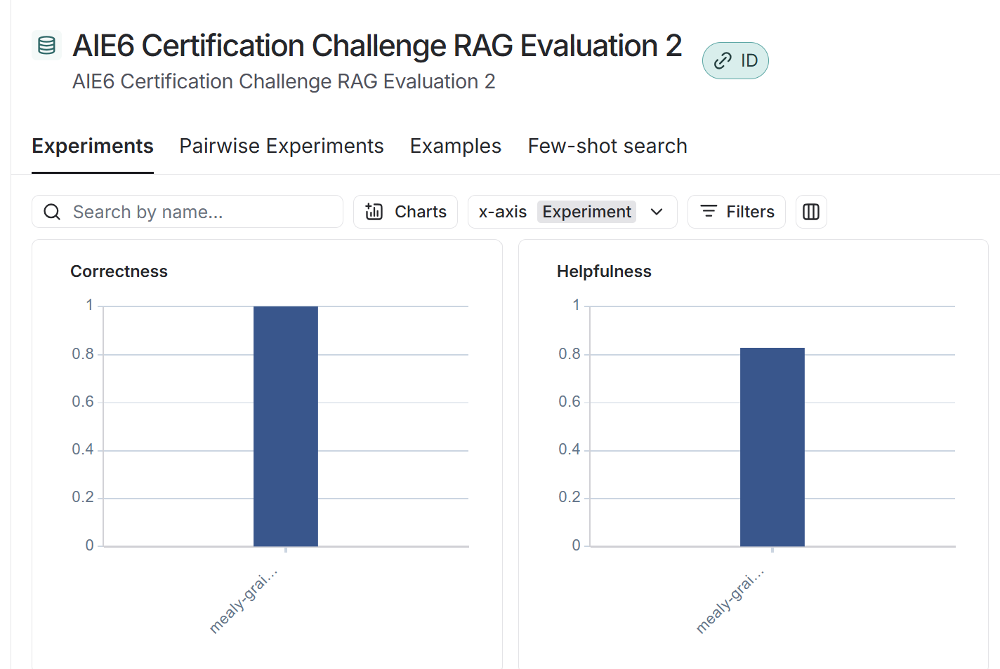 AIE6 Certification Challenge RAG Evaluation 2
ID
AIE6 Certification Challenge RAG Evaluation 2
Experiments Pairwise Experiments Examples Few-shot search
Search by name... Charts x-axis Experiment Filters
Correctness
1
0.8
0.6
0.4
0.2
0
mealy-grai...
Helpfulness
1
0.8
0.6
0.4
0.2
0
mealy-grai...